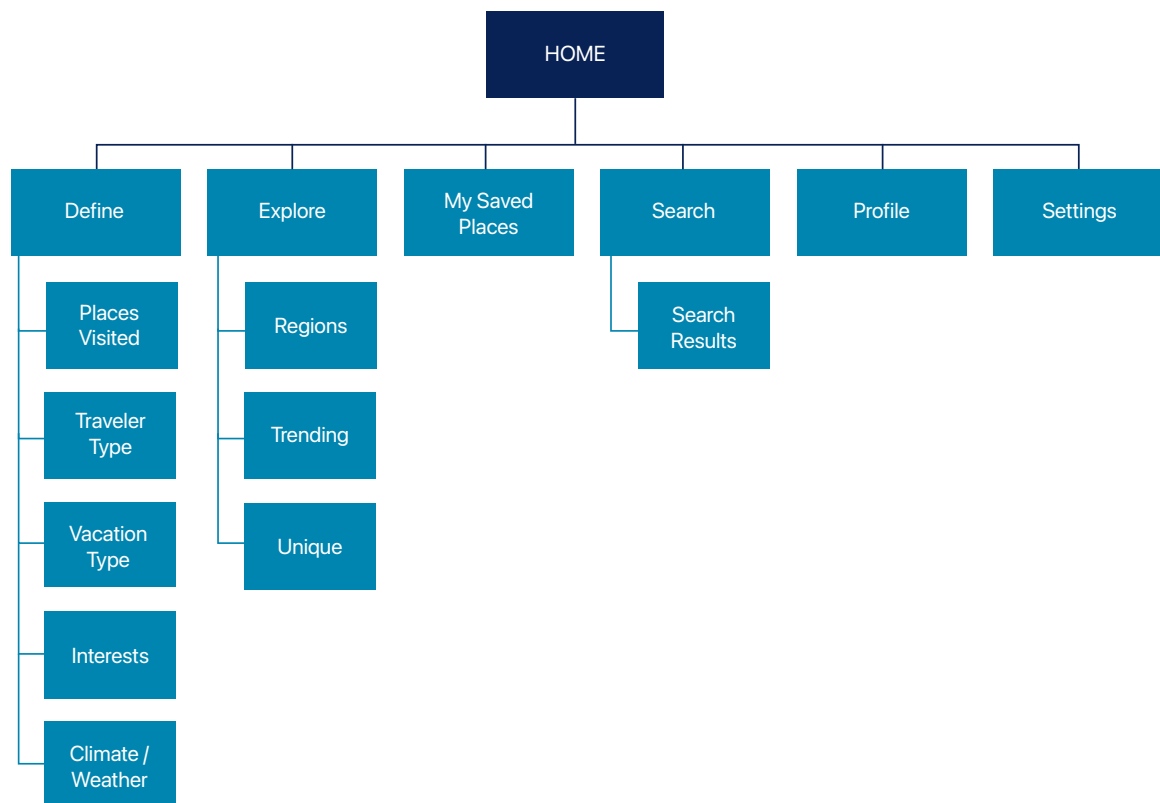 HOME
Define
Explore
My Saved
Places
Search
Profile
Settings
Places
Visited
Traveler
Type
Vacation
Type
Interests
Climate /
Weather
Regions
Trending
Unique
Search
Results